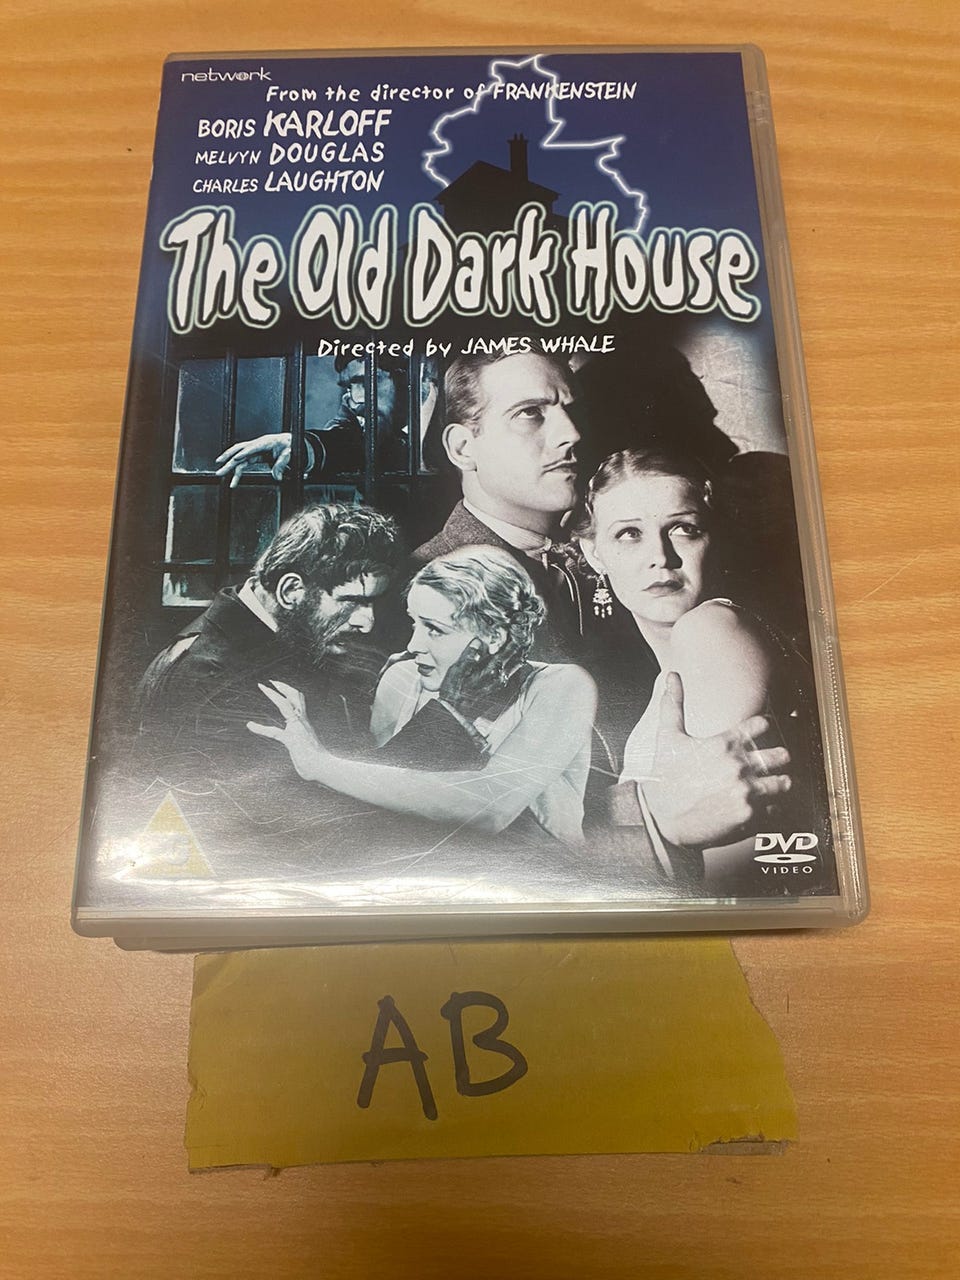 network
From the director of FRANKENSTEIN
BORIS KARLOFF
MELVYN DOUGLAS
CHARLES LAUGHTON
The Old Dark House
Directed by JAMES WHALE
PG
DVD
VIDEO
AB